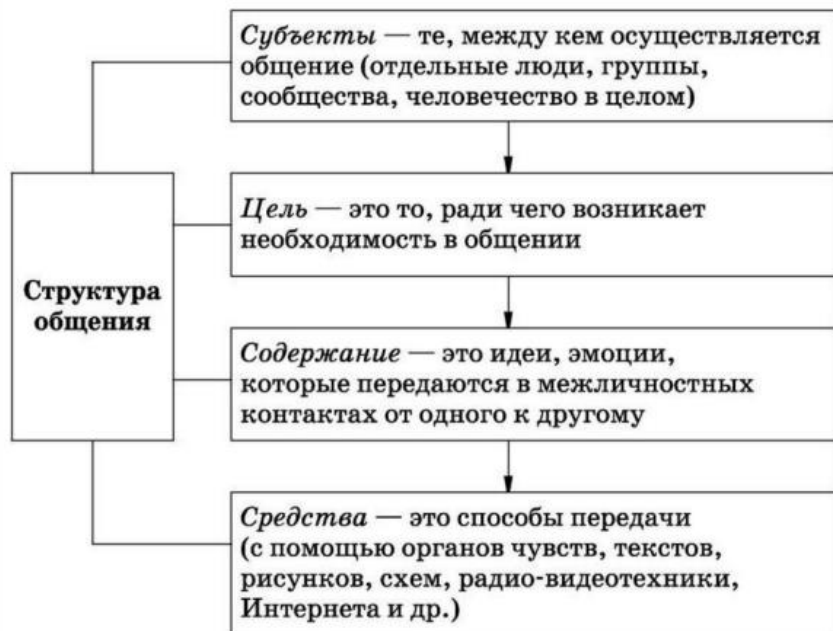 Субъекты — те, между кем осуществляется
общение (отдельные люди, группы,
сообщества, человечество в целом)
Цель — это то, ради чего возникает
необходимость в общении
Структура
общения
Содержание — это идеи, эмоции,
которые передаются в межличностных
контактах от одного к другому
Средства — это способы передачи
(с помощью органов чувств, текстов,
рисунков, схем, радио-видеотехники,
Интернета и др.)